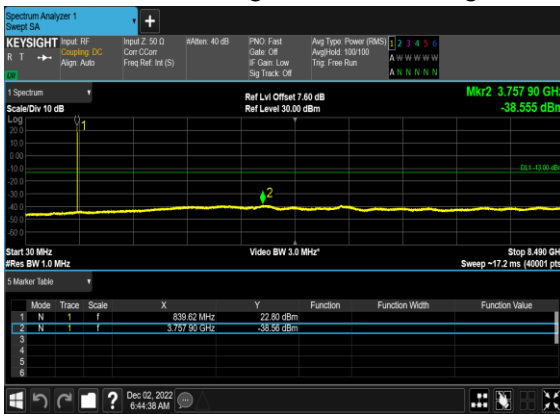 Spectrum Analyzer 1
Swept SA
KEYSIGHT Input: RF Input Z: 50 Ω #Atten: 40 dB PNO: Fast Avg Type: Power (RMS) 1 2 3 4 5 6
R T Coupling: DC Corr CCorr Gate: Off Avg|Hold: 100/100 A W W W W W
Align: Auto Freq Ref: Int (S) IF Gain: Low Trig: Free Run
Sig Track: Off A N N N N N
LV
1 Spectrum Ref Lvl Offset 7.60 dB Mkr2 3.757 90 GHz
Scale/Div 10 dB Ref Level 30.00 dBm -38.555 dBm
Log
20.0 1
10.0
0.00
-10.0 DL1 -13.00 dBm
-20.0
-30.0 2
-40.0
-50.0
-60.0
Start 30 MHz Video BW 3.0 MHz* Stop 8.490 GHz
#Res BW 1.0 MHz Sweep ~17.2 ms (40001 pts)
5 Marker Table
Mode Trace Scale X Y Function Function Width Function Value
1 N 1 f 839.62 MHz 22.80 dBm
2 N 1 f 3.757 90 GHz -38.56 dBm
3
4
5
6
? Dec 02, 2022
6:44:38 AM